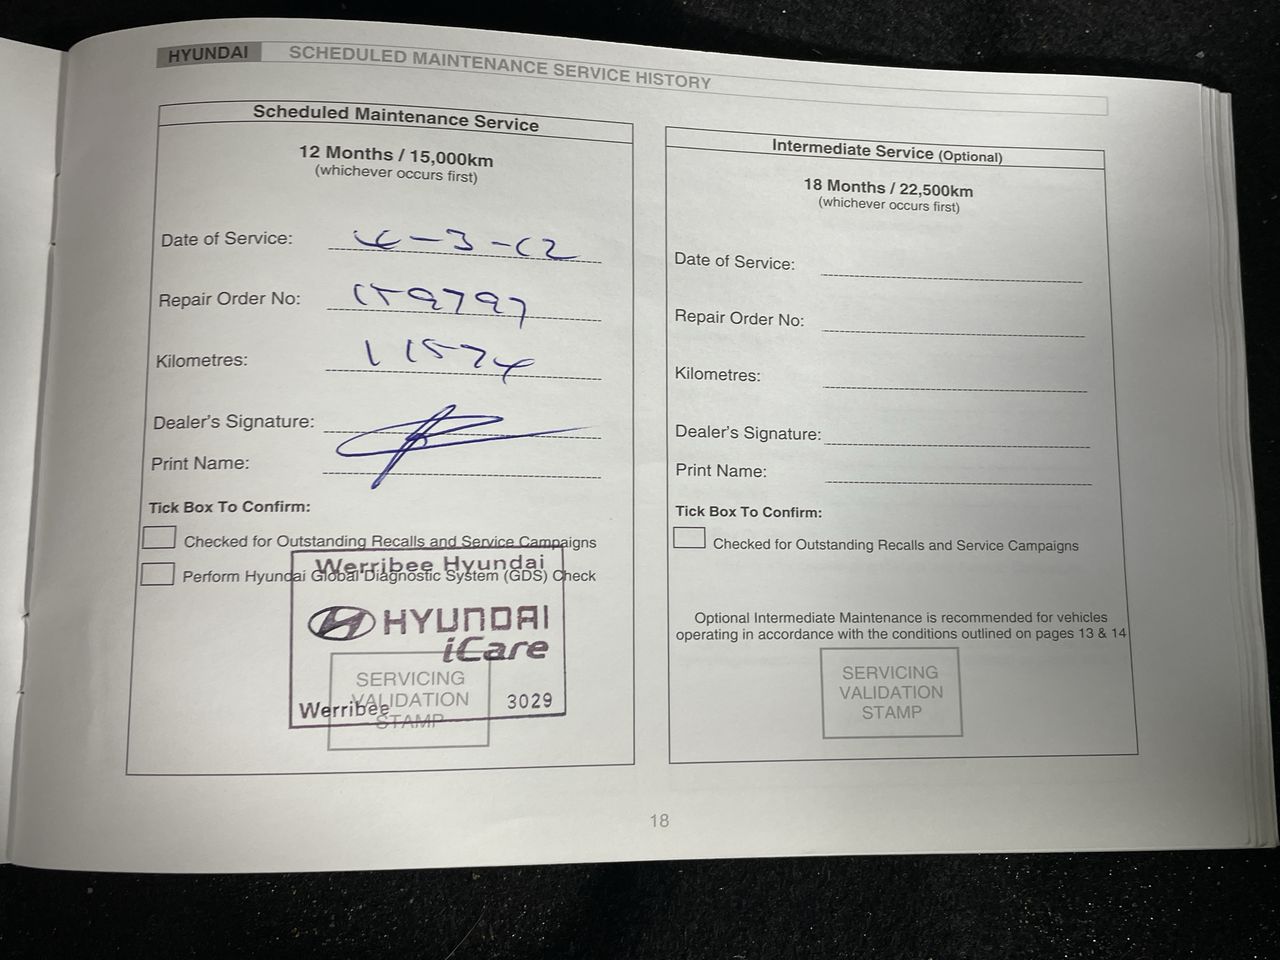 HYUNDAI SCHEDULED MAINTENANCE SERVICE HISTORY
Scheduled Maintenance Service
12 Months / 15,000km
(whichever occurs first)
Date of Service:
Repair Order No: 159797
Kilometres: 11574
Dealer's Signature:
Print Name:
Tick Box To Confirm:
Checked for Outstanding Recalls and Service Campaigns
Perform Hyundai Global Diagnostic System (GDS) Check
Werribee Hyundai
HYUNDAI
iCare
Werribee 3029
SERVICING
VALIDATION
STAMP
Intermediate Service (Optional)
18 Months / 22,500km
(whichever occurs first)
Date of Service:
Repair Order No:
Kilometres:
Dealer's Signature:
Print Name:
Tick Box To Confirm:
Checked for Outstanding Recalls and Service Campaigns
Optional Intermediate Maintenance is recommended for vehicles
operating in accordance with the conditions outlined on pages 13 & 14
SERVICING
VALIDATION
STAMP
18